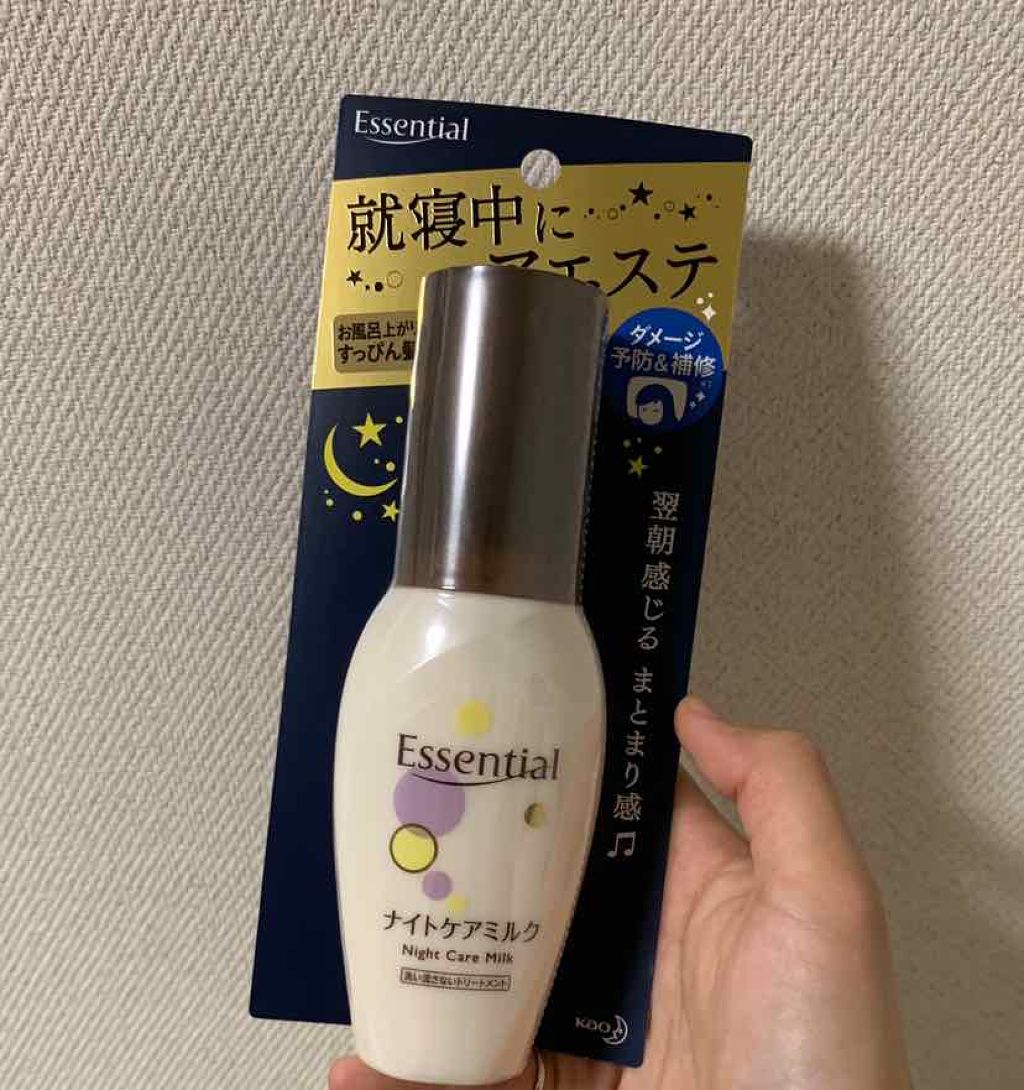 Essential
就寝中に
エステ
お風呂上がり
すっぴん髪
ダメージ
予防&補修
翌朝感じる まとまり感♫
Essential
ナイトケアミルク
Night Care Milk
洗い流さないトリートメント
Kao